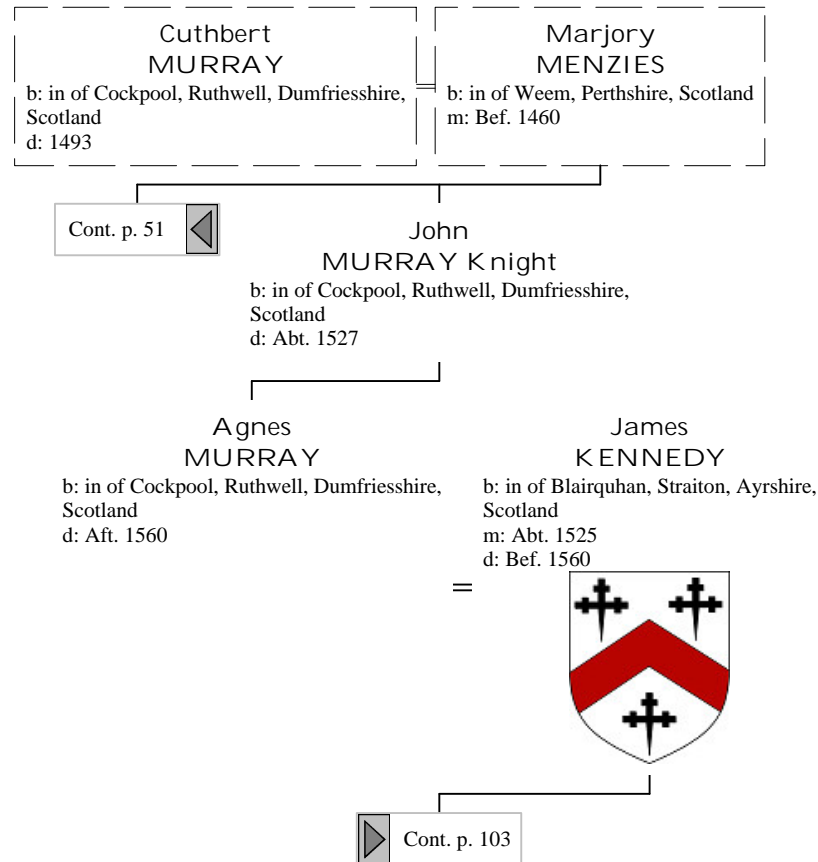 Cuthbert
MURRAY
b: in of Cockpool, Ruthwell, Dumfriesshire,
Scotland
d: 1493
Marjory
MENZIES
b: in of Weem, Perthshire, Scotland
m: Bef. 1460
=
Cont. p. 51
John
MURRAY Knight
b: in of Cockpool, Ruthwell, Dumfriesshire,
Scotland
d: Abt. 1527
Agnes
MURRAY
b: in of Cockpool, Ruthwell, Dumfriesshire,
Scotland
d: Aft. 1560
=
James
KENNEDY
b: in of Blairquhan, Straiton, Ayrshire,
Scotland
m: Abt. 1525
d: Bef. 1560
Cont. p. 103